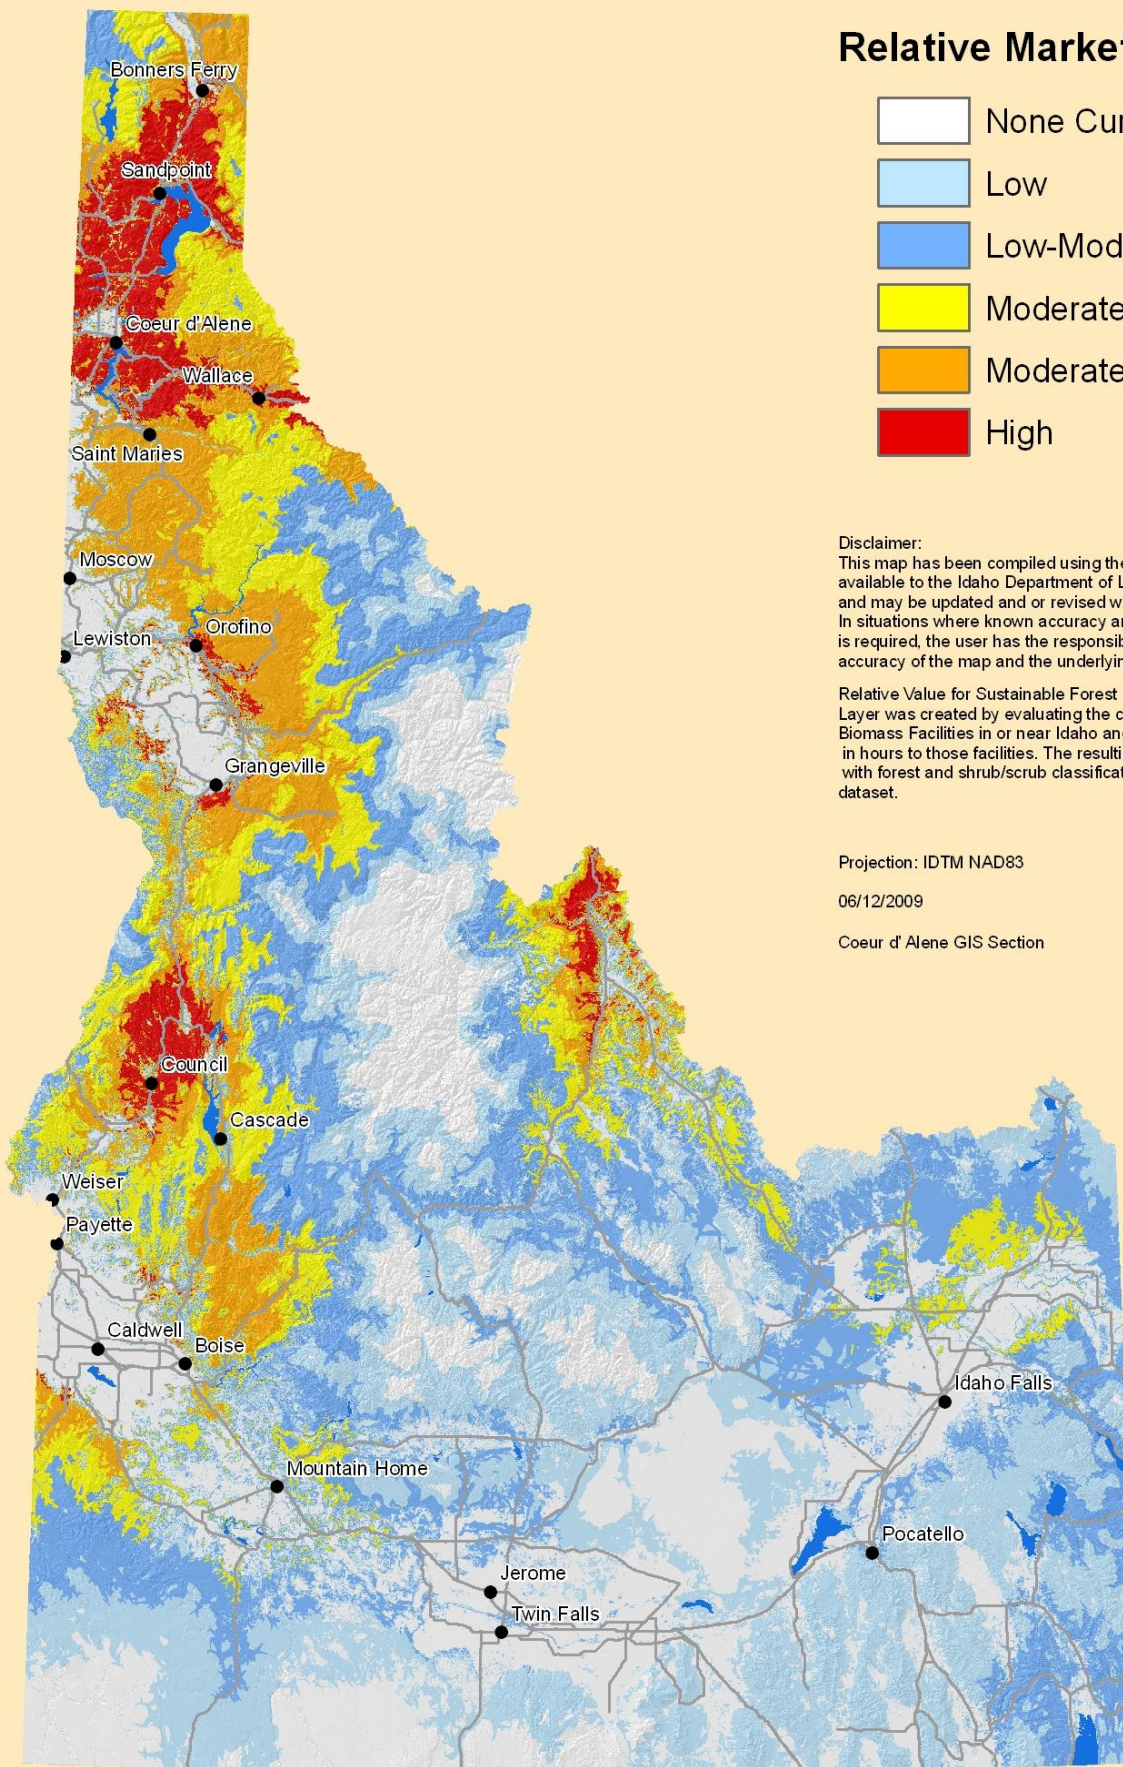 Relative Marke
None Cur
Low
Low-Mod
Moderate
Moderate
High
Disclaimer:
This map has been compiled using the
available to the Idaho Department of L
and may be updated and or revised w
In situations where known accuracy a
is required, the user has the responsib
accuracy of the map and the underlyin
Relative Value for Sustainable Forest
Layer was created by evaluating the c
Biomass Facilities in or near Idaho an
in hours to those facilities. The resulti
with forest and shrub/scrub classificat
dataset.
Projection: IDTM NAD83
06/12/2009
Coeur d' Alene GIS Section
Bonners Ferry
Sandpoint
Coeur d'Alene
Wallace
Saint Maries
Moscow
Orofino
Lewiston
Grangeville
Council
Cascade
Weiser
Payette
Caldwell
Boise
Idaho Falls
Mountain Home
Pocatello
Jerome
Twin Falls